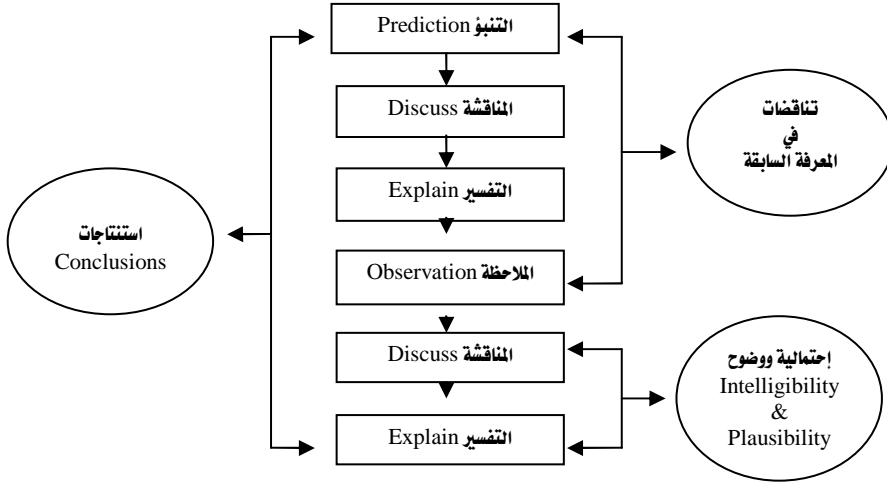 التنبؤ Prediction
المناقشة Discuss
التفسير Explain
الملاحظة Observation
المناقشة Discuss
التفسير Explain
تناقضات
في
المعرفة السابقة
استنتاجات
Conclusions
إحتمالية ووضوح
Intelligibility
&
Plausibility